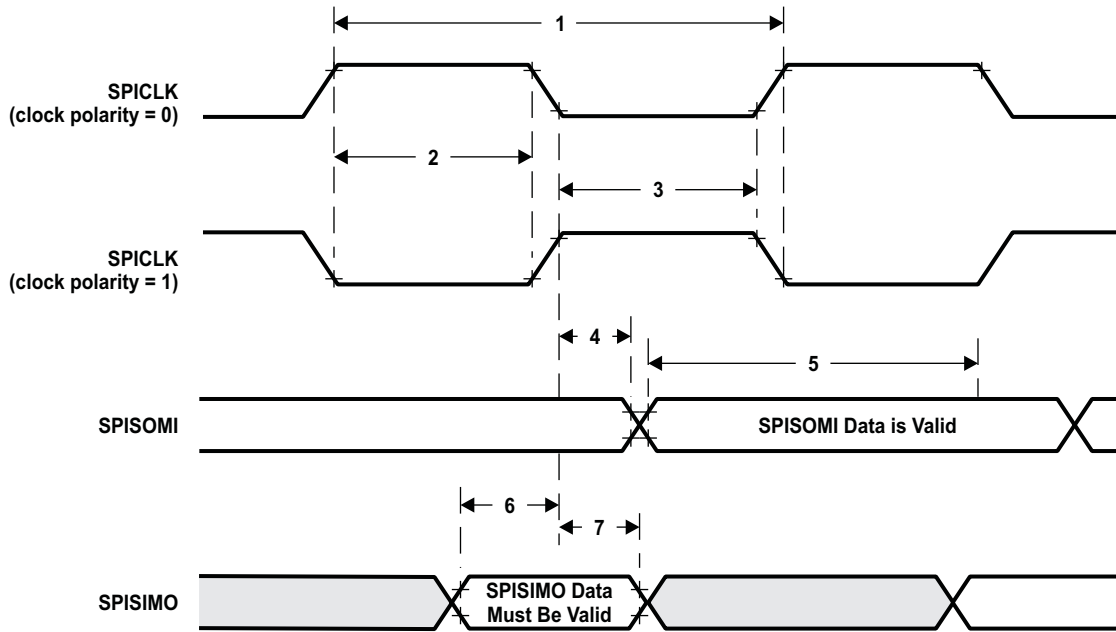 1
SPICLK
(clock polarity = 0)
2
3
SPICLK
(clock polarity = 1)
4
5
SPISOMI
SPISOMI Data is Valid
6
7
SPISIMO
SPISIMO Data
Must Be Valid